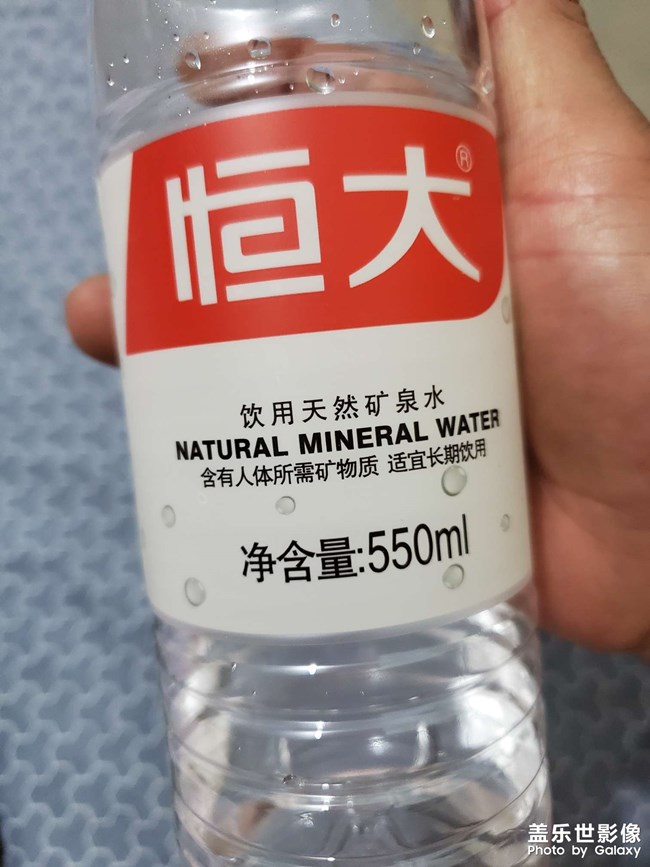 恒大®
饮用天然矿泉水
NATURAL MINERAL WATER
含有人体所需矿物质 适宜长期饮用
净含量:550ml
盖乐世影像
Photo by Galaxy